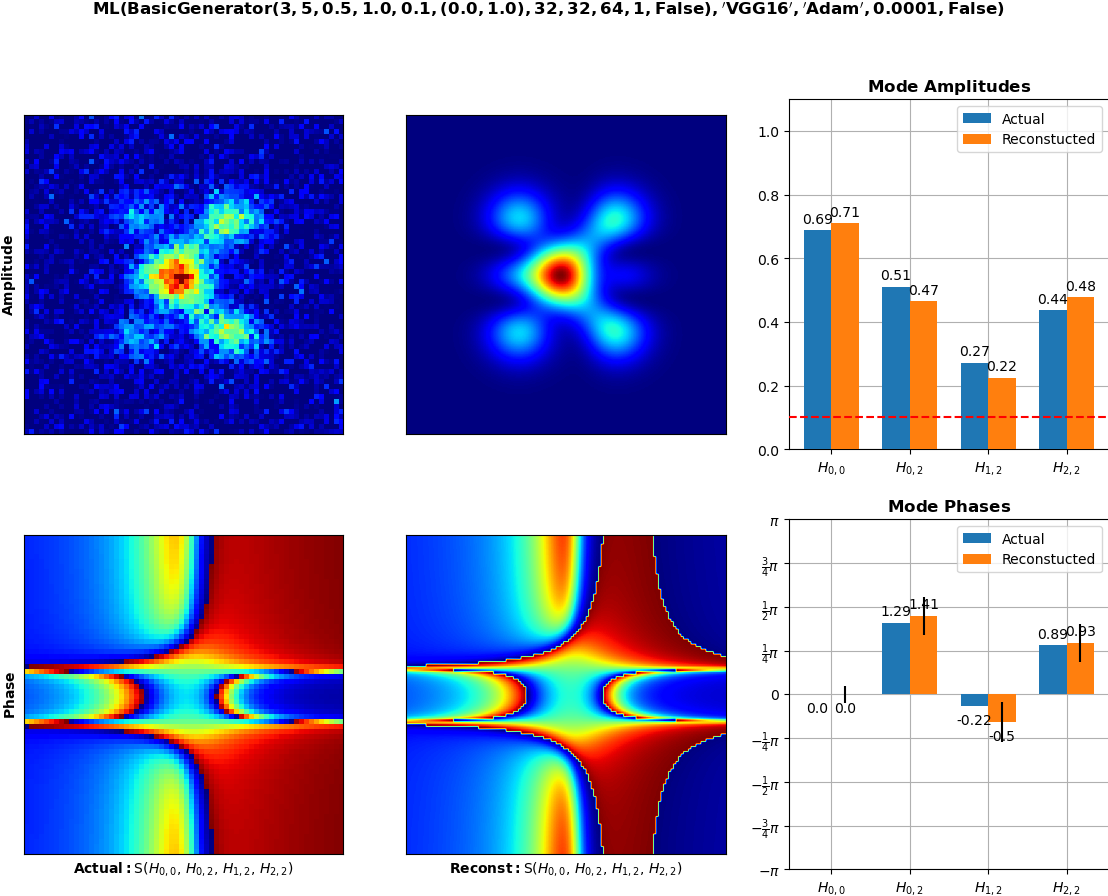 ML(BasicGenerator(3, 5, 0.5, 1.0, 0.1, (0.0, 1.0), 32, 32, 64, 1, False), 'VGG16', 'Adam', 0.0001, False)
Mode Amplitudes
Amplitude
Actual
Reconstucted
1.0
0.8
0.6
0.4
0.2
0.0
0.69 0.71
0.51 0.47
0.27 0.22
0.44 0.48
H0,0 H0,2 H1,2 H2,2
Mode Phases
Phase
Actual
Reconstucted
π
3/4π
1/2π
1/4π
0
−1/4π
−1/2π
−3/4π
−π
0.0 0.0
1.29 1.41
-0.22 -0.5
0.89 0.93
H0,0 H0,2 H1,2 H2,2
Actual: S(H0,0, H0,2, H1,2, H2,2)
Reconst: S(H0,0, H0,2, H1,2, H2,2)